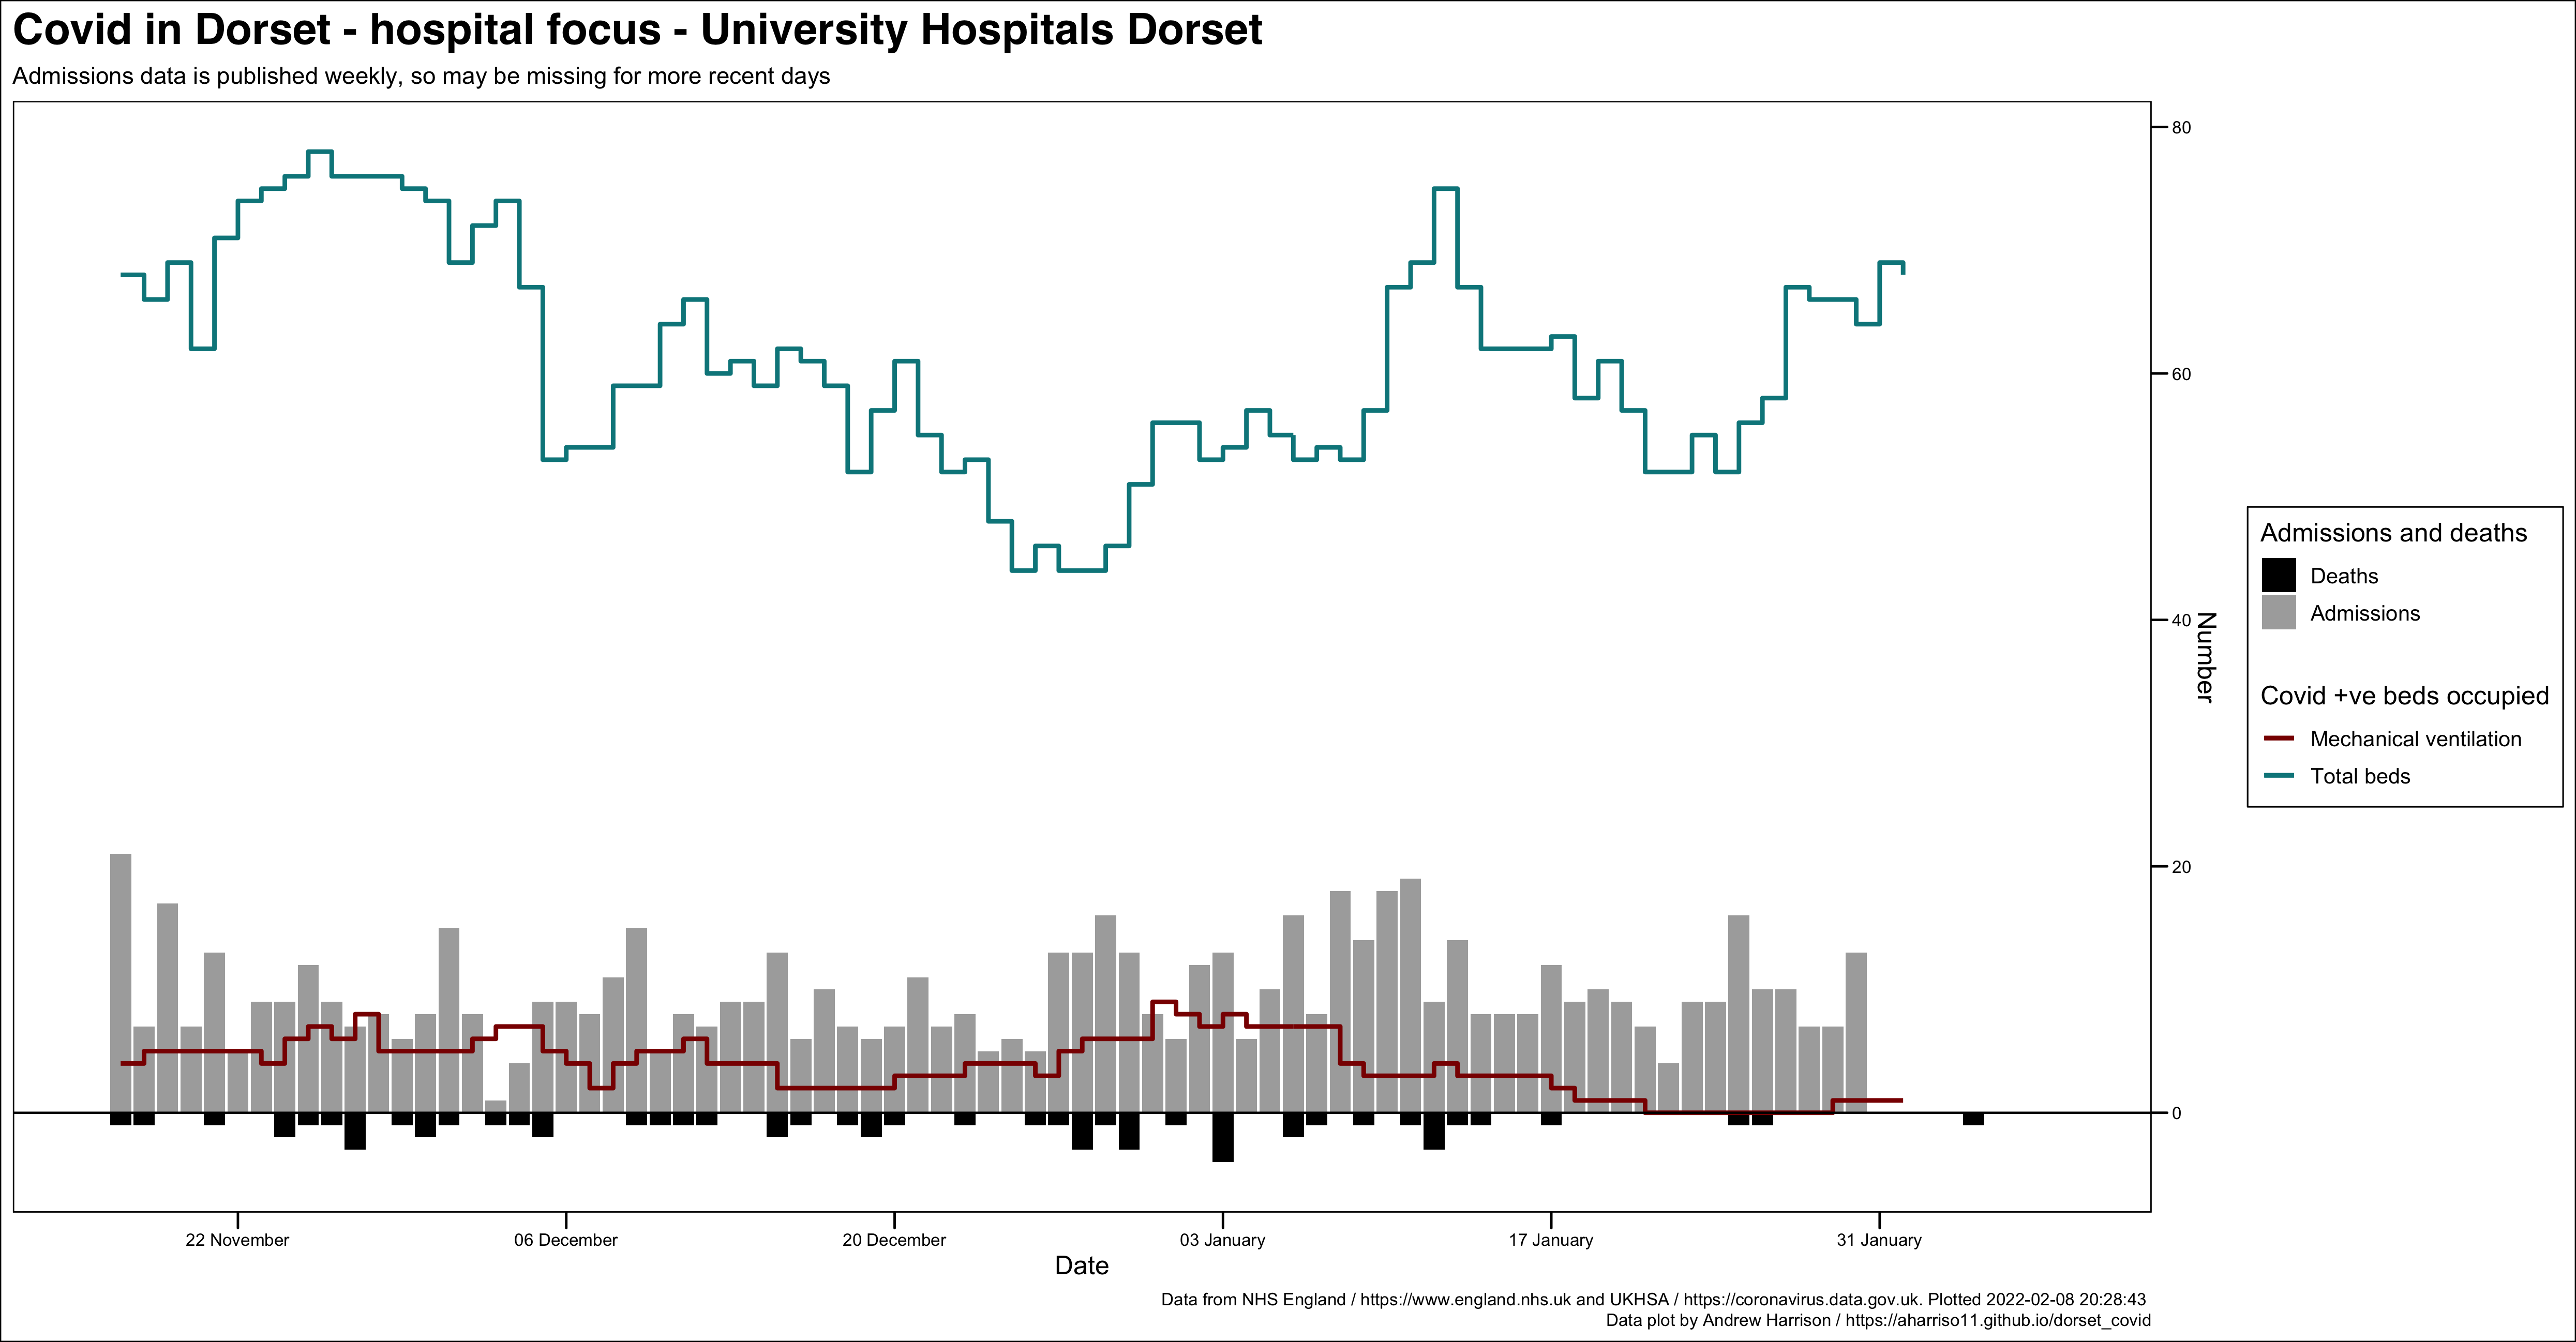 Covid in Dorset - hospital focus - University Hospitals Dorset
Admissions data is published weekly, so may be missing for more recent days
80
60
40
20
0
Number
Admissions and deaths
Deaths
Admissions
Covid +ve beds occupied
Mechanical ventilation
Total beds
22 November
06 December
20 December
03 January
17 January
31 January
Date
Data from NHS England / https://www.england.nhs.uk and UKHSA / https://coronavirus.data.gov.uk. Plotted 2022-02-08 20:28:43
Data plot by Andrew Harrison / https://aharriso11.github.io/dorset_covid